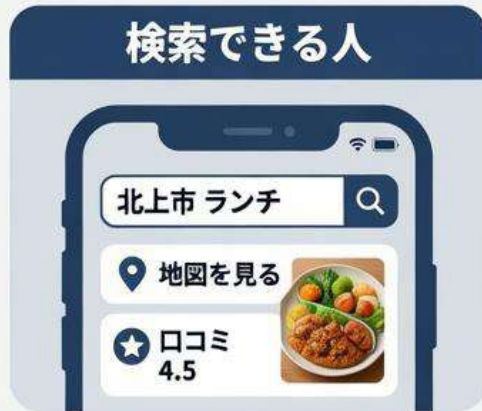 検索できる人
北上市 ランチ
地図を見る
口コミ
4.5